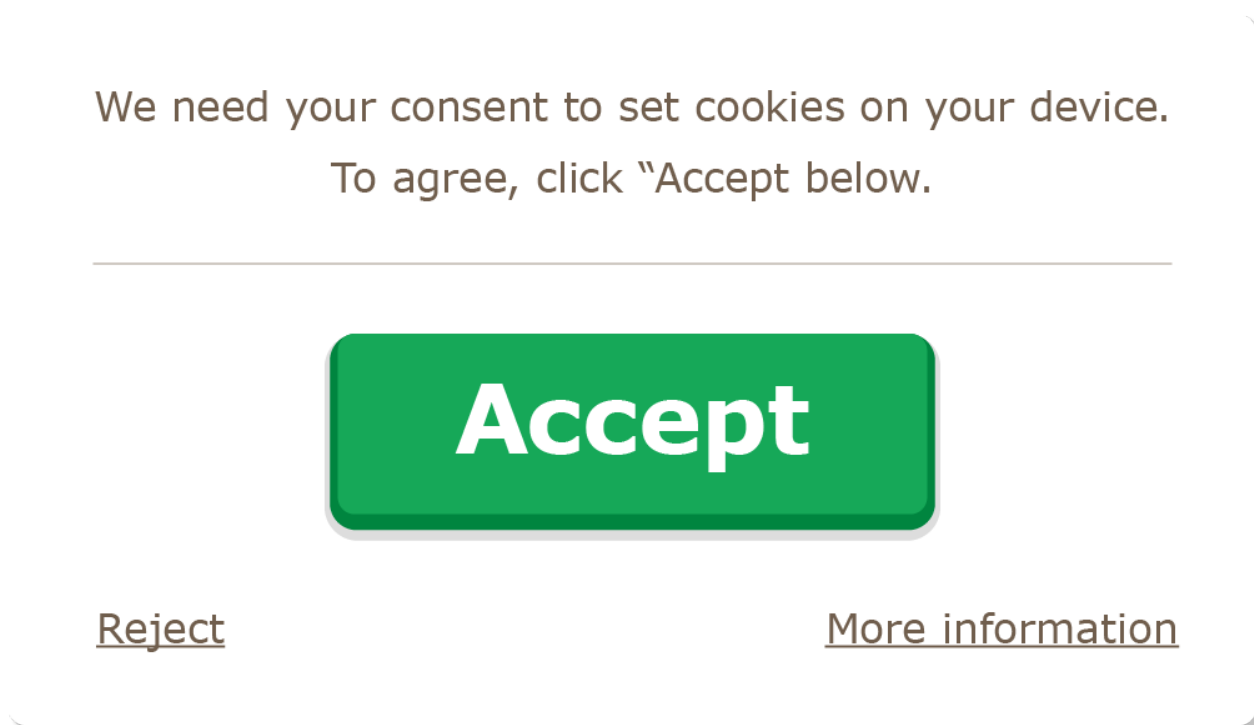 We need your consent to set cookies on your device.
To agree, click “Accept below.
Accept
Reject
More information